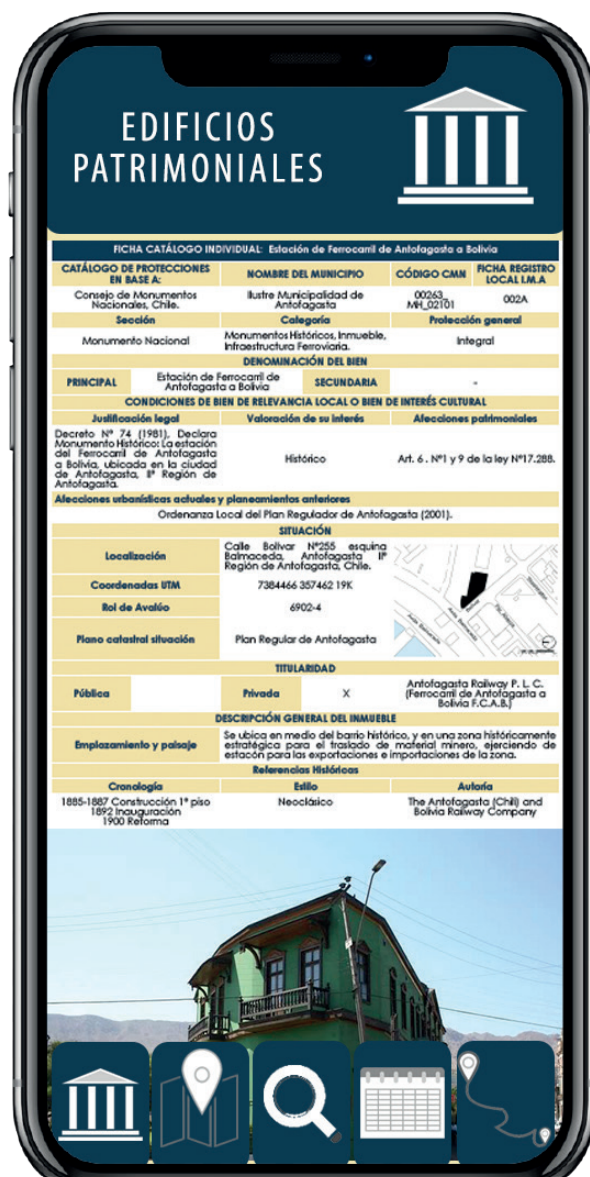 EDIFICIOS
PATRIMONIALES
FICHA CATÁLOGO INDIVIDUAL: Estación de Ferrocarril de Antofagasta a Bolivia
CATÁLOGO DE PROTECCIONES EN BASE A:
NOMBRE DEL MUNICIPIO
CÓDIGO CMN
FICHA REGISTRO LOCAL I.M.A
Consejo de Monumentos
Nacionales, Chile.
Ilustre Municipalidad de
Antofagasta
00263_
MH_02101
002A
Sección
Categoría
Protección general
Monumento Nacional
Monumentos Históricos, Inmueble,
Infraestructura Ferroviaria.
Integral
DENOMINACIÓN DEL BIEN
PRINCIPAL
Estación de Ferrocarril de
Antofagasta a Bolivia
SECUNDARIA
-
CONDICIONES DE BIEN DE RELEVANCIA LOCAL O BIEN DE INTERÉS CULTURAL
Justificación legal
Valoración de su interés
Afecciones patrimoniales
Decreto N° 74 (1981), Declara
Monumento Histórico: La estación
del Ferrocarril de Antofagasta
a Bolivia, ubicada en la ciudad
de Antofagasta, IIª Región de
Antofagasta.
Histórico
Art. 6 . N°1 y 9 de la ley N°17.288.
Afecciones urbanísticas actuales y planeamientos anteriores
Ordenanza Local del Plan Regulador de Antofagasta (2001).
SITUACIÓN
Localización
Calle Bolívar N°255 esquina
Balmaceda, Antofagasta IIª
Región de Antofagasta, Chile.
Coordenadas UTM
7384466 357462 19K
Rol de Avalúo
6902-4
Plano catastral situación
Plan Regular de Antofagasta
TITULARIDAD
Pública
Privada
X
Antofagasta Railway P. L. C.
(Ferrocarril de Antofagasta a
Bolivia F.C.A.B.)
DESCRIPCIÓN GENERAL DEL INMUEBLE
Emplazamiento y paisaje
Se ubica en medio del barrio histórico, y en una zona históricamente
estratégica para el traslado de material minero, ejerciendo de
estacón para las exportaciones e importaciones de la zona.
Referencias Históricas
Cronología
Estilo
Autoría
1885-1887 Construcción 1° piso
1892 Inauguración
1900 Reforma
Neoclásico
The Antofagasta (Chili) and
Bolivia Railway Company